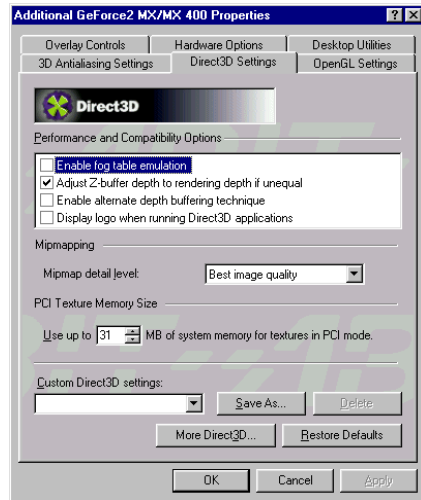 Additional GeForce2 MX/MX 400 Properties
Overlay Controls Hardware Options Desktop Utilities
3D Antialiasing Settings Direct3D Settings OpenGL Settings
Direct3D
Performance and Compatibility Options
Enable fog table emulation
Adjust Z-buffer depth to rendering depth if unequal
Enable alternate depth buffering technique
Display logo when running Direct3D applications
Mipmapping
Mipmap detail level: Best image quality
PCI Texture Memory Size
Use up to 31 MB of system memory for textures in PCI mode.
Custom Direct3D settings:
Save As... Delete
More Direct3D... Restore Defaults
OK Cancel Apply